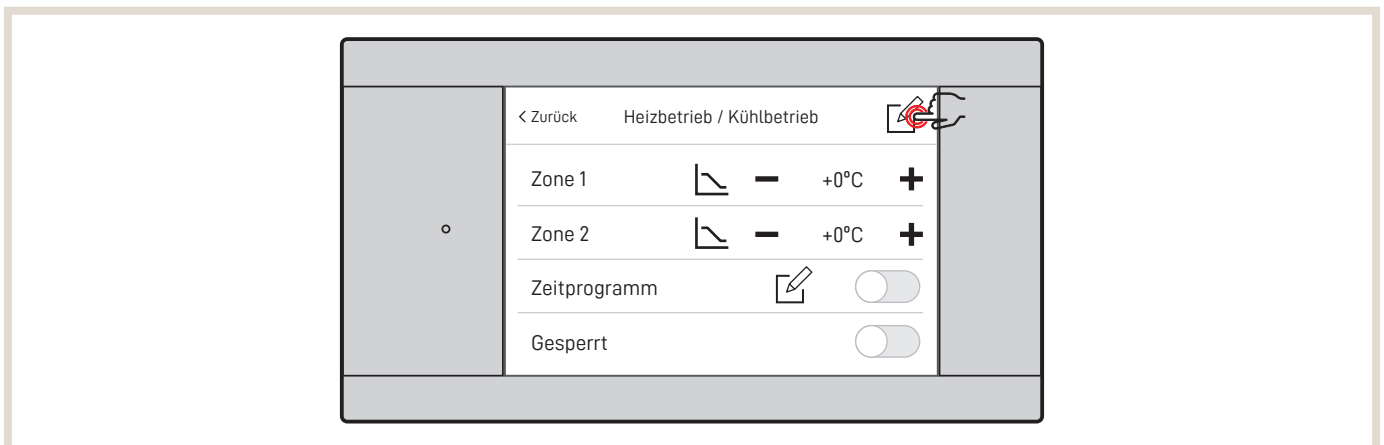 < Zurück Heizbetrieb / Kühlbetrieb
Zone 1 +0°C
Zone 2 +0°C
Zeitprogramm
Gesperrt